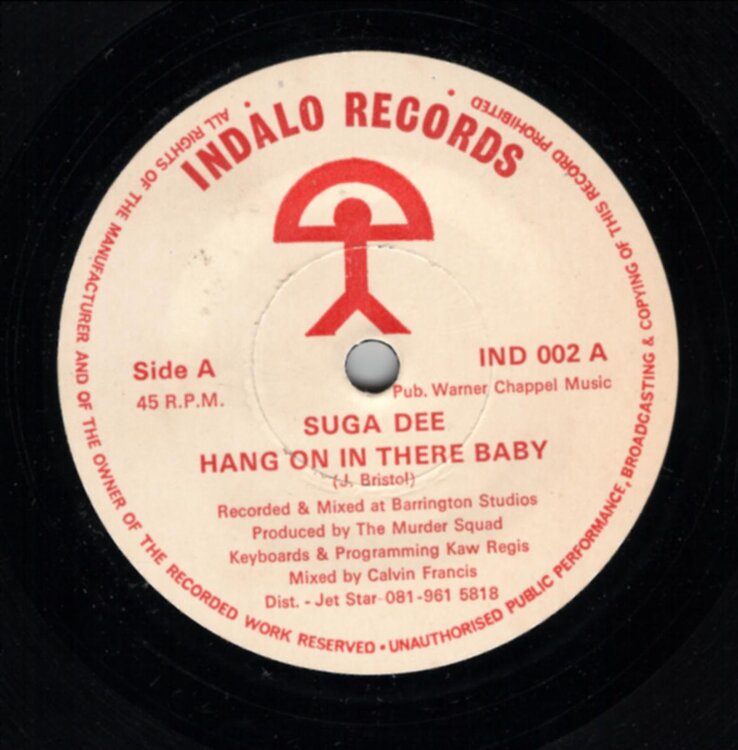 INDALO RECORDS
Side A
45 R.P.M.
IND 002 A
Pub. Warner Chappel Music
SUGA DEE
HANG ON IN THERE BABY
(J. Bristol)
Recorded & Mixed at Barrington Studios
Produced by The Murder Squad
Keyboards & Programming Kaw Regis
Mixed by Calvin Francis
Dist. - Jet Star-081-961 5818
ALL RIGHTS OF THE MANUFACTURER AND OF THE OWNER OF THE RECORDED WORK RESERVED • UNAUTHORISED PUBLIC PERFORMANCE, BROADCASTING & COPYING OF THIS RECORD PROHIBITED